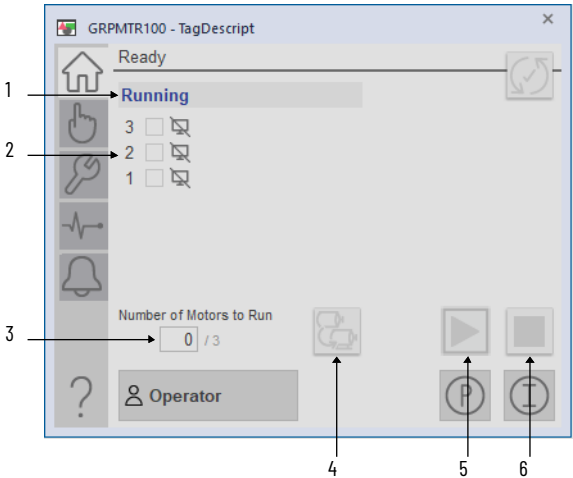 GRPMTR100 - TagDescript
Ready
1
Running
3
2
2
1
Number of Motors to Run
3
0 / 3
?
Operator
P
I
4
5
6